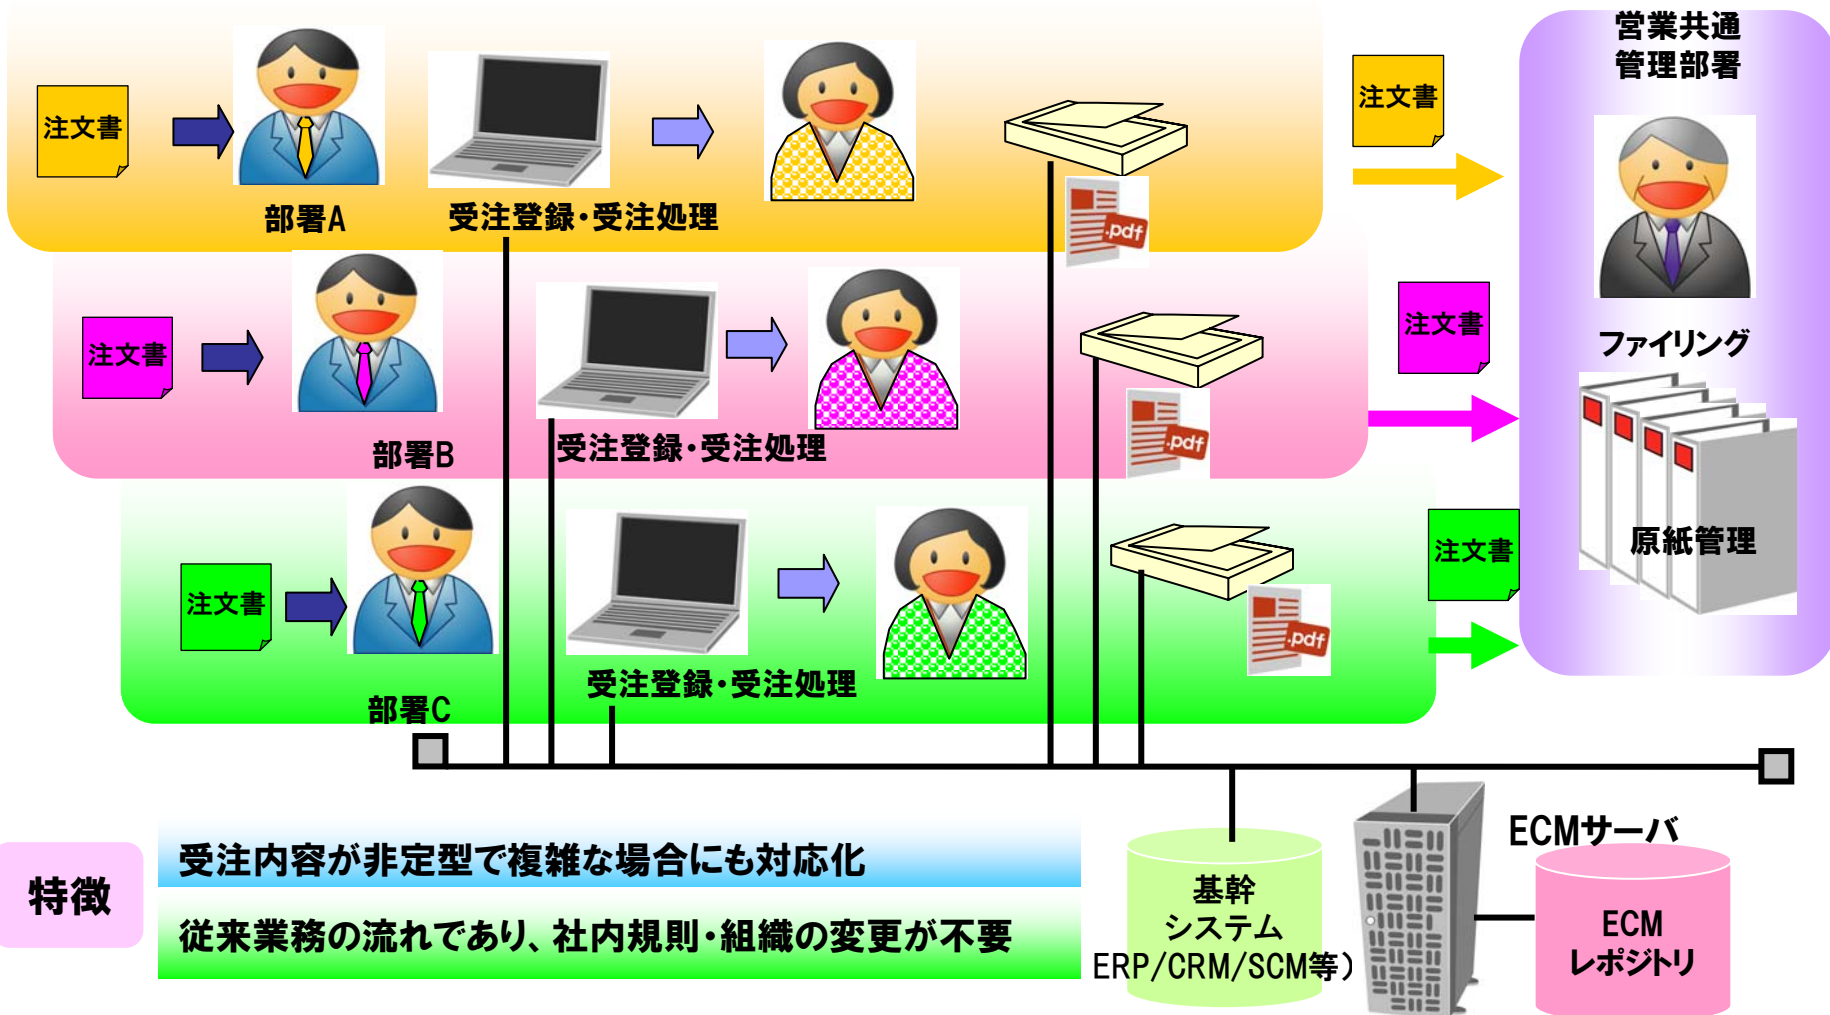 注文書
部署A
受注登録・受注処理
.pdf
注文書
営業共通
管理部署
注文書
部署B
受注登録・受注処理
.pdf
注文書
ファイリング
原紙管理
注文書
部署C
受注登録・受注処理
.pdf
注文書
特徴
受注内容が非定型で複雑な場合にも対応化
従来業務の流れであり、社内規則・組織の変更が不要
基幹
システム
ERP/CRM/SCM等）
ECMサーバ
ECM
レポジトリ